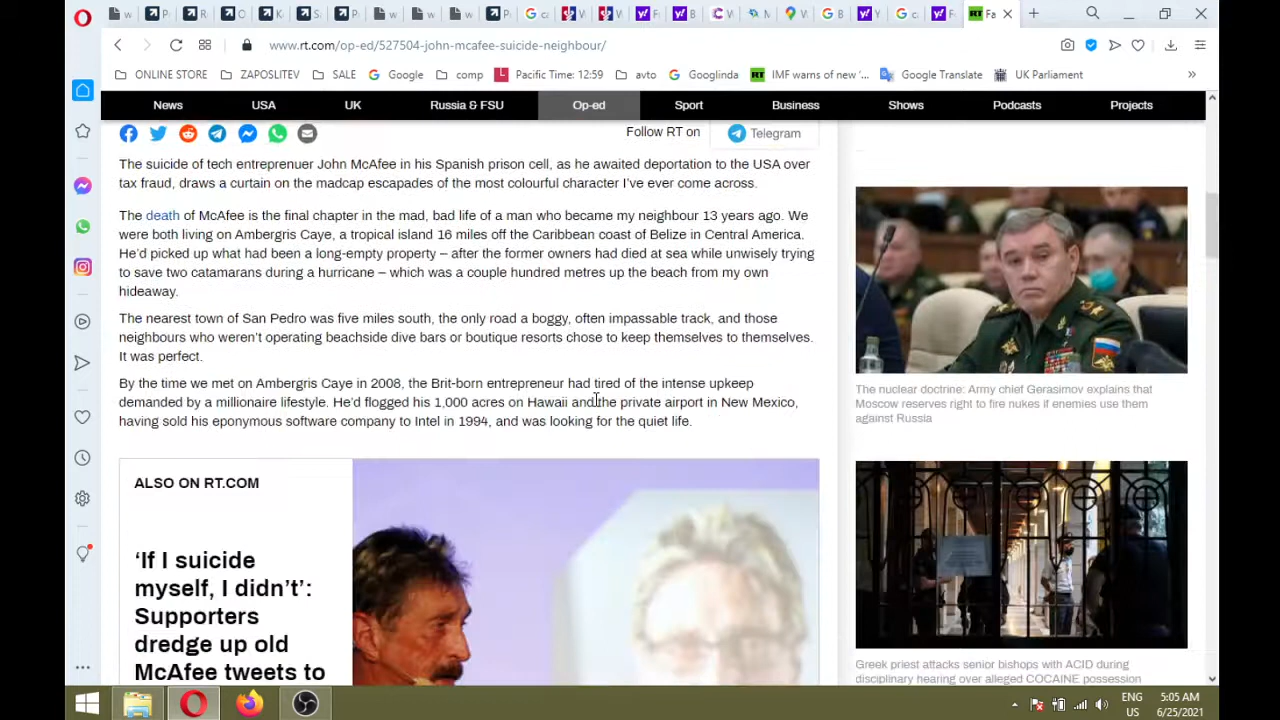 www.rt.com/op-ed/527504-john-mcafee-suicide-neighbour/
ONLINE STORE ZAPOSLITEV SALE Google comp Pacific Time: 12:59 avto Googlinda IMF warns of new '... Google Translate UK Parliament »
News USA UK Russia & FSU Op-ed Sport Business Shows Podcasts Projects
Follow RT on Telegram
The suicide of tech entreprenuer John McAfee in his Spanish prison cell, as he awaited deportation to the USA over
tax fraud, draws a curtain on the madcap escapades of the most colourful character I've ever come across.
The death of McAfee is the final chapter in the mad, bad life of a man who became my neighbour 13 years ago. We
were both living on Ambergris Caye, a tropical island 16 miles off the Caribbean coast of Belize in Central America.
He'd picked up what had been a long-empty property – after the former owners had died at sea while unwisely trying
to save two catamarans during a hurricane – which was a couple hundred metres up the beach from my own
hideaway.
The nearest town of San Pedro was five miles south, the only road a boggy, often impassable track, and those
neighbours who weren't operating beachside dive bars or boutique resorts chose to keep themselves to themselves.
It was perfect.
By the time we met on Ambergris Caye in 2008, the Brit-born entrepreneur had tired of the intense upkeep
demanded by a millionaire lifestyle. He'd flogged his 1,000 acres on Hawaii and the private airport in New Mexico,
having sold his eponymous software company to Intel in 1994, and was looking for the quiet life.
ALSO ON RT.COM
'If I suicide
myself, I didn't':
Supporters
dredge up old
McAfee tweets to
The nuclear doctrine: Army chief Gerasimov explains that
Moscow reserves right to fire nukes if enemies use them
against Russia
Greek priest attacks senior bishops with ACID during
disciplinary hearing over alleged COCAINE possession
ENG 5:05 AM
US 6/25/2021